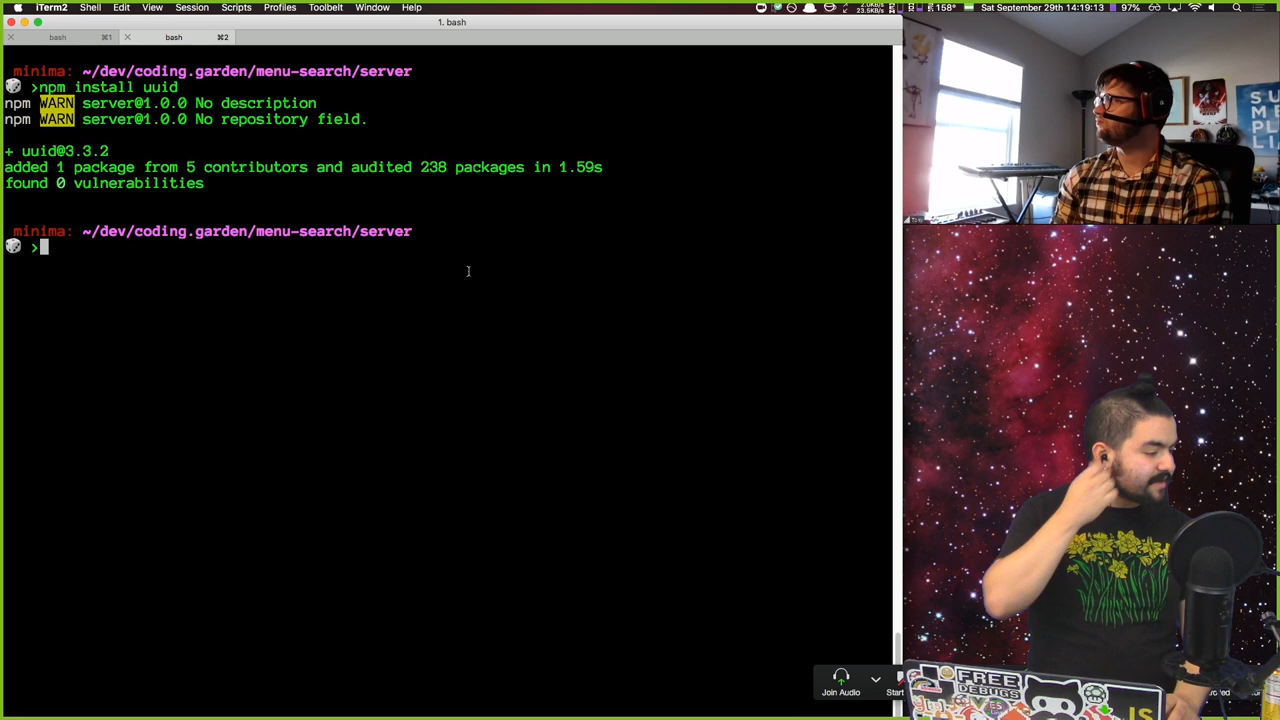 iTerm2 Shell Edit View Session Scripts Profiles Toolbelt Window Help
158° Sat September 29th 14:19:13 97%
1. bash
bash ⌘1 bash ⌘2
minima: ~/dev/coding.garden/menu-search/server
›npm install uuid
npm WARN server@1.0.0 No description
npm WARN server@1.0.0 No repository field.
+ uuid@3.3.2
added 1 package from 5 contributors and audited 238 packages in 1.59s
found 0 vulnerabilities
minima: ~/dev/coding.garden/menu-search/server
›
Join Audio
Start
FREE
DEBUGS
JS